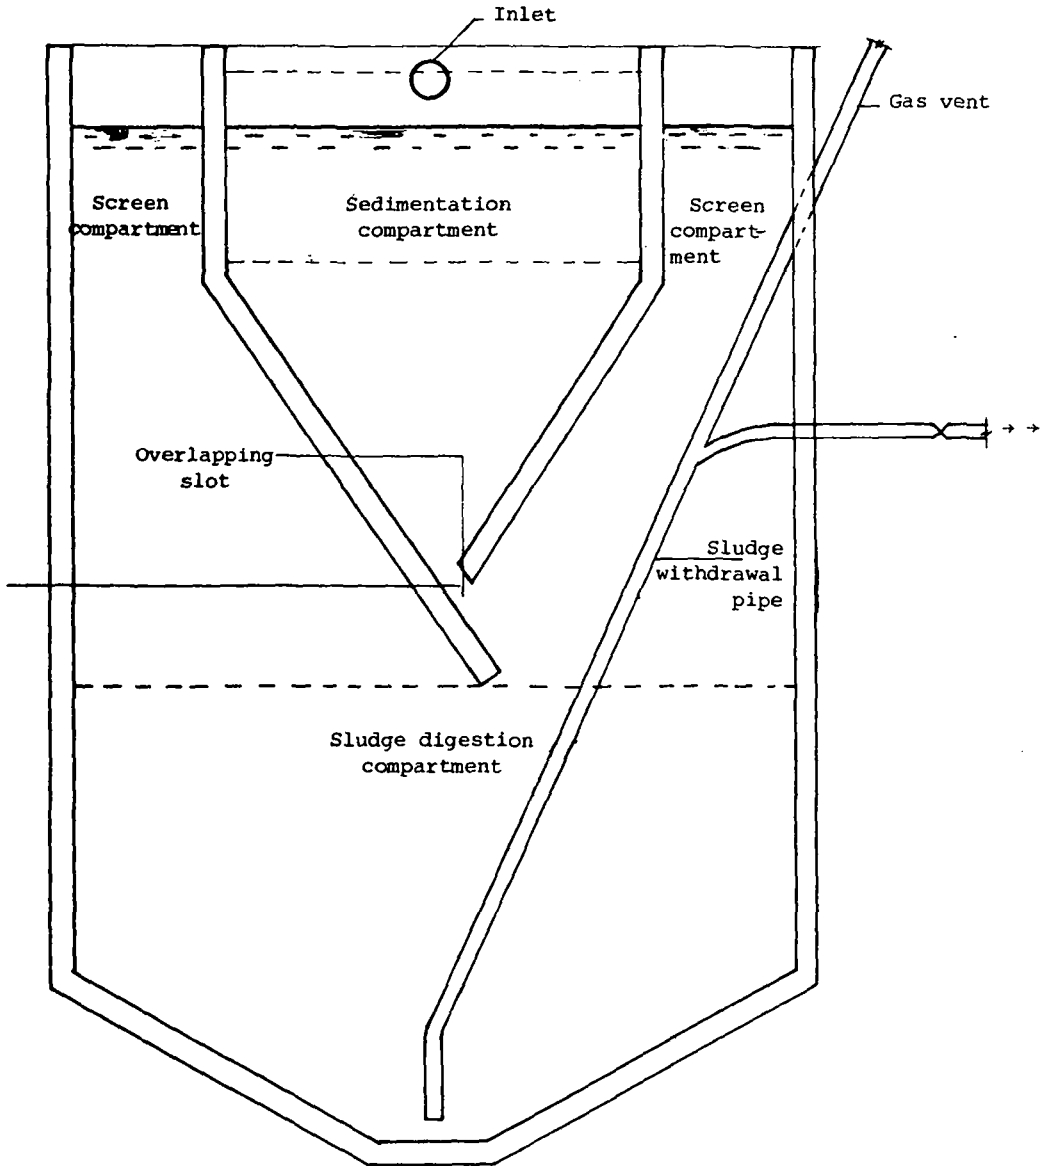 Inlet
Gas vent
Screen
compartment
Sedimentation
compartment
Screen
compart-
ment
Overlapping
slot
Sludge
withdrawal
pipe
Sludge digestion
compartment